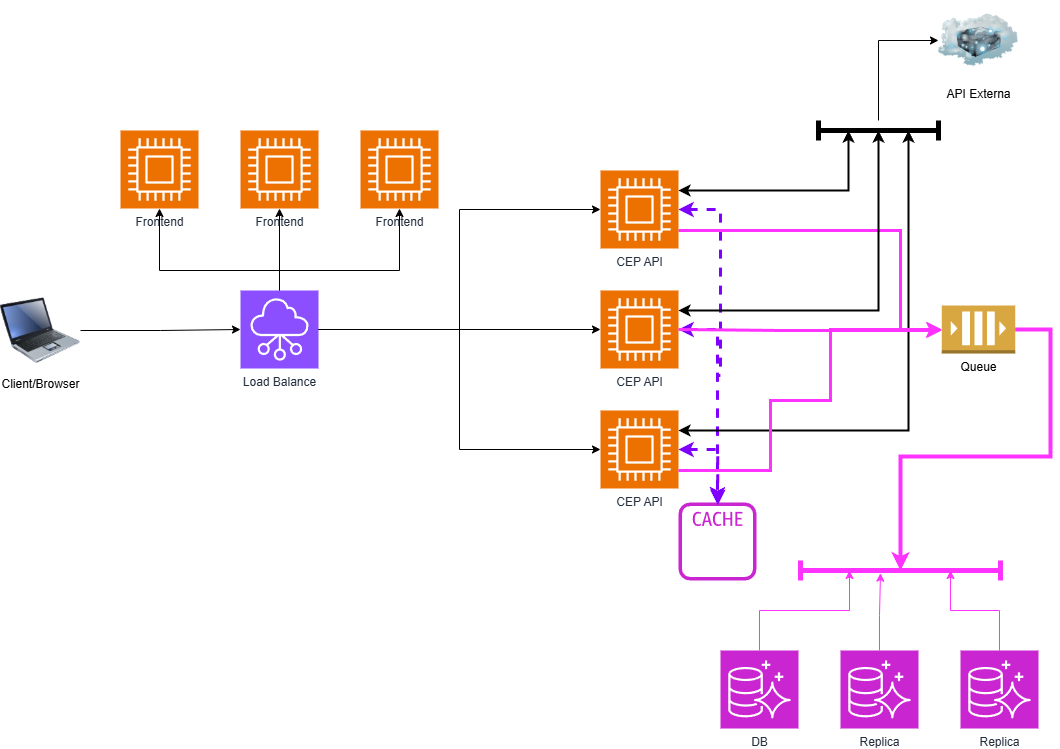 API Externa
Frontend
Frontend
Frontend
CEP API
Client/Browser
Load Balance
CEP API
Queue
CEP API
CACHE
DB
Replica
Replica